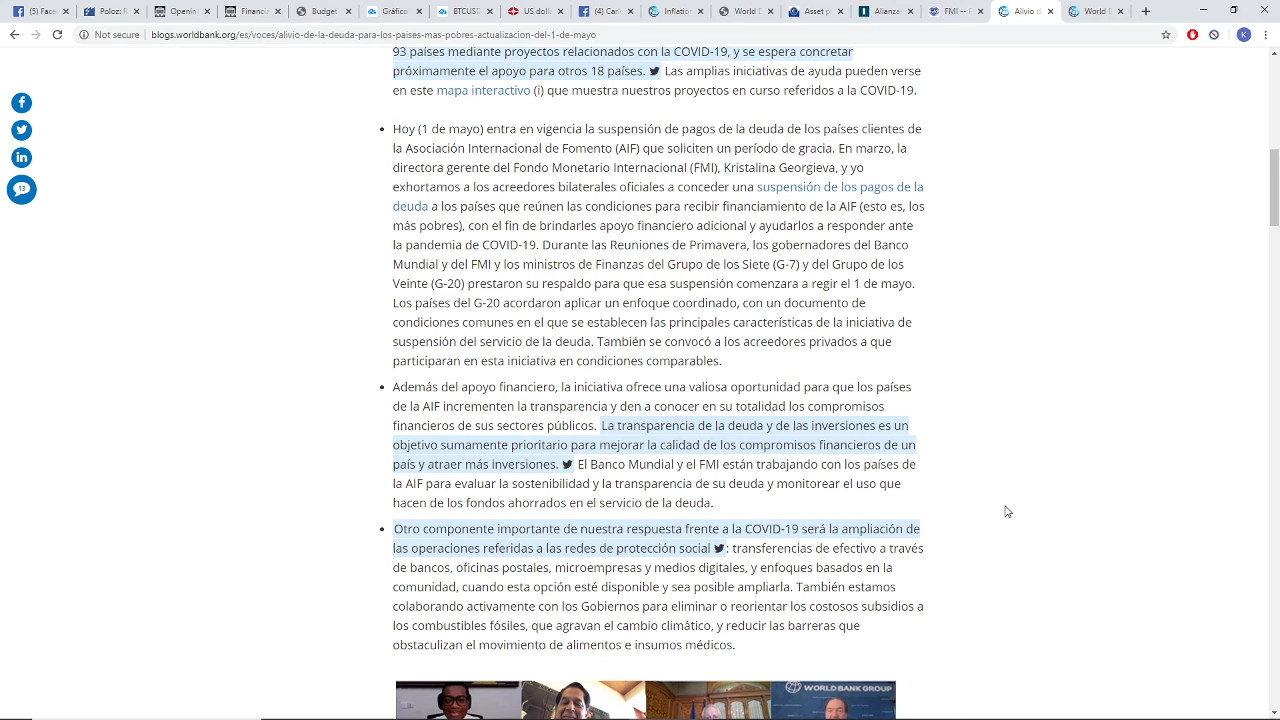 (5) Face
Polos: R
Openin
Financi
Budget
Gráfico
BTCUSD
US dolla
(4) Carlo
Inflatio
World D
Asset p
Alianza
FMI --
Alivio d
World B
Not secure | blogs.worldbank.org/es/voces/alivio-de-la-deuda-para-los-paises-mas-pobres-actualizacion-del-1-de-mayo
K
93 países mediante proyectos relacionados con la COVID-19, y se espera concretar
próximamente el apoyo para otros 18 países. Las amplias iniciativas de ayuda pueden verse
en este mapa interactivo (i) que muestra nuestros proyectos en curso referidos a la COVID-19.
13
• Hoy (1 de mayo) entra en vigencia la suspensión de pagos de la deuda de los países clientes de
la Asociación Internacional de Fomento (AIF) que soliciten un período de gracia. En marzo, la
directora gerente del Fondo Monetario Internacional (FMI), Kristalina Georgieva, y yo
exhortamos a los acreedores bilaterales oficiales a conceder una suspensión de los pagos de la
deuda a los países que reúnen las condiciones para recibir financiamiento de la AIF (esto es, los
más pobres), con el fin de brindarles apoyo financiero adicional y ayudarlos a responder ante
la pandemia de COVID-19. Durante las Reuniones de Primavera, los gobernadores del Banco
Mundial y del FMI y los ministros de Finanzas del Grupo de los Siete (G-7) y del Grupo de los
Veinte (G-20) prestaron su respaldo para que esa suspensión comenzara a regir el 1 de mayo.
Los países del G-20 acordaron aplicar un enfoque coordinado, con un documento de
condiciones comunes en el que se establecen las principales características de la iniciativa de
suspensión del servicio de la deuda. También se convocó a los acreedores privados a que
participaran en esta iniciativa en condiciones comparables.
• Además del apoyo financiero, la iniciativa ofrece una valiosa oportunidad para que los países
de la AIF incrementen la transparencia y den a conocer en su totalidad los compromisos
financieros de sus sectores públicos. La transparencia de la deuda y de las inversiones es un
objetivo sumamente prioritario para mejorar la calidad de los compromisos financieros de un
país y atraer más inversiones. El Banco Mundial y el FMI están trabajando con los países de
la AIF para evaluar la sostenibilidad y la transparencia de su deuda y monitorear el uso que
hacen de los fondos ahorrados en el servicio de la deuda.
• Otro componente importante de nuestra respuesta frente a la COVID-19 será la ampliación de
las operaciones referidas a las redes de protección social : transferencias de efectivo a través
de bancos, oficinas postales, microempresas y medios digitales, y enfoques basados en la
comunidad, cuando esta opción esté disponible y sea posible ampliarla. También estamos
colaborando activamente con los Gobiernos para eliminar o reorientar los costosos subsidios a
los combustibles fósiles, que agravan el cambio climático, y reducir las barreras que
obstaculizan el movimiento de alimentos e insumos médicos.
WORLD BANK GROUP